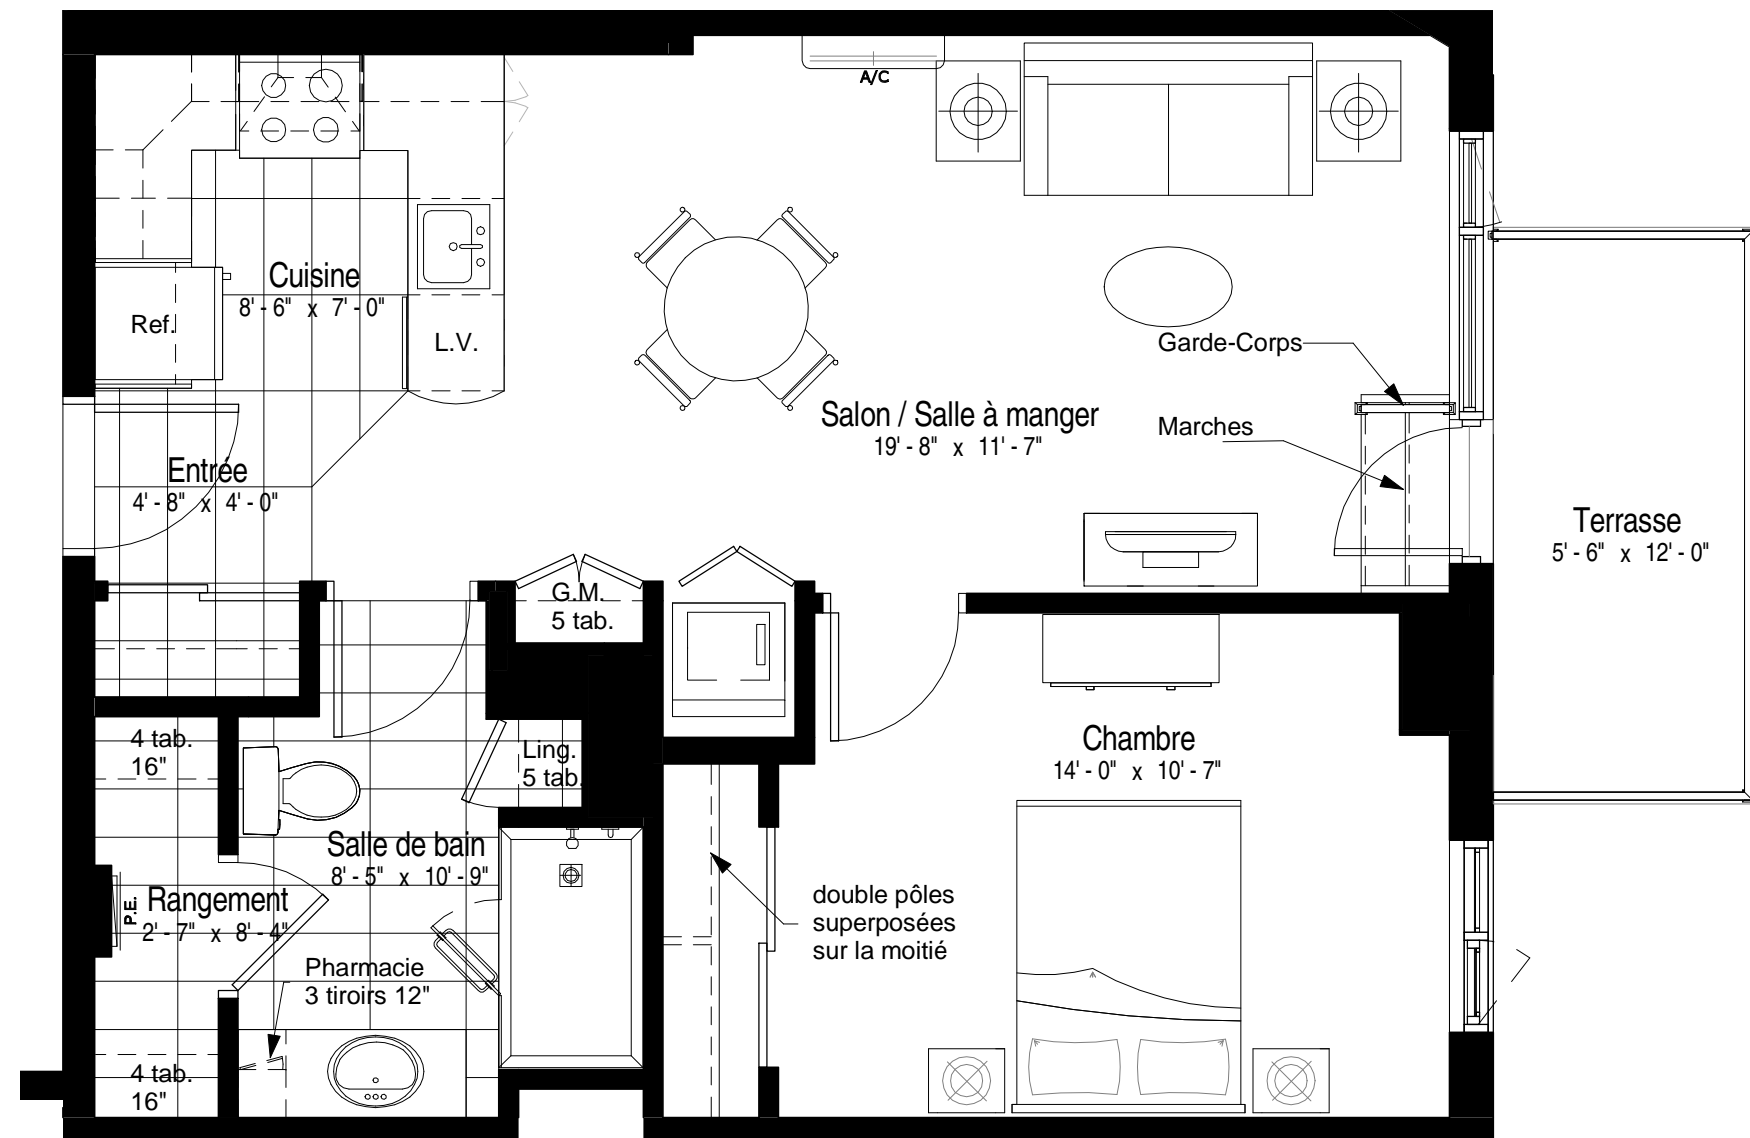 A/C
Cuisine
8' - 6" x 7' - 0"
Ref.
L.V.
Garde-Corps
Salon / Salle à manger
19' - 8" x 11' - 7"
Marches
Entrée
4' - 8" x 4' - 0"
Terrasse
5' - 6" x 12' - 0"
G.M.
5 tab.
4 tab.
16"
Ling.
5 tab.
Chambre
14' - 0" x 10' - 7"
Salle de bain
8' - 5" x 10' - 9"
P.E.
Rangement
2' - 7" x 8' - 4"
double pôles
superposées
sur la moitié
Pharmacie
3 tiroirs 12"
4 tab.
16"